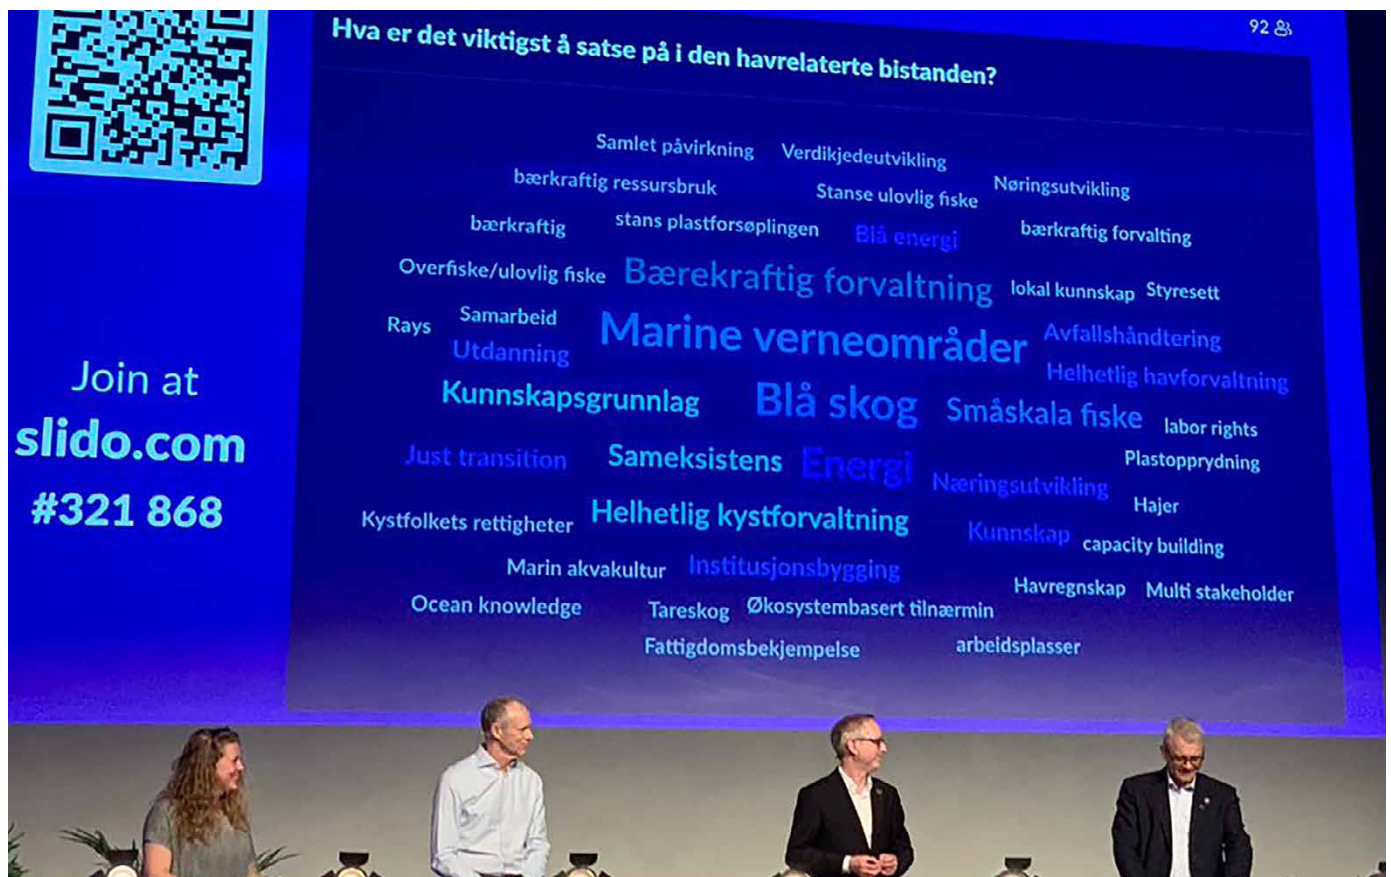 92
Hva er det viktigst å satse på i den havrelaterte bistanden?
Samlet påvirkning Verdikjedeutvikling
bærkraftig ressursbruk Stanse ulovlig fiske Nøringsutvikling
bærkraftig stans plastforsøplingen Blå energi bærkraftig forvalting
Overfiske/ulovlig fiske Bærekraftig forvaltning lokal kunnskap Styresett
Rays Samarbeid Marine verneområder Avfallshåndtering
Utdanning Helhetlig havforvaltning
Kunnskapsgrunnlag Blå skog Småskala fiske labor rights
Just transition Sameksistens Energi Næringsutvikling Plastopprydning
Hajer
Kystfolkets rettigheter Helhetlig kystforvaltning Kunnskap capacity building
Marin akvakultur Institusjonsbygging Havregnskap Multi stakeholder
Ocean knowledge Tareskog Økosystembasert tilnærmin
Fattigdomsbekjempelse arbeidsplasser
Join at
slido.com
#321 868